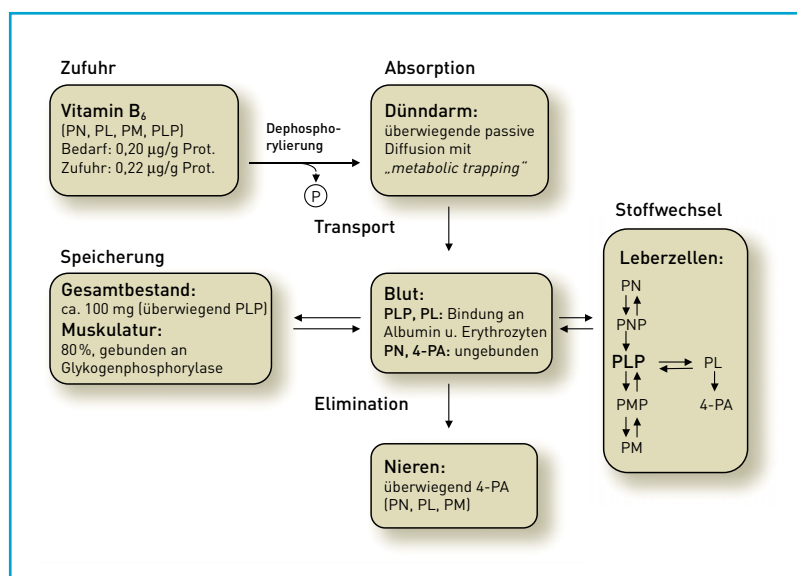 Zufuhr
Vitamin B₆
(PN, PL, PM, PLP)
Bedarf: 0,20 µg/g Prot.
Zufuhr: 0,22 µg/g Prot.
Dephospho-
rylierung
P
Absorption
Dünndarm:
überwiegende passive
Diffusion mit
„metabolic trapping“
Transport
Speicherung
Gesamtbestand:
ca. 100 mg (überwiegend PLP)
Muskulatur:
80%, gebunden an
Glykogenphosphorylase
Blut:
PLP, PL: Bindung an
Albumin u. Erythrozyten
PN, 4-PA: ungebunden
Stoffwechsel
Leberzellen:
PN
PNP
PLP PL
PMP 4-PA
PM
Elimination
Nieren:
überwiegend 4-PA
(PN, PL, PM)